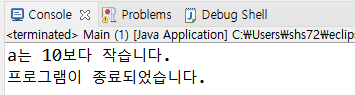 Console Problems Debug Shell
<terminated> Main (1) [Java Application] C:₩Users₩shs72₩eclip
a는 10보다 작습니다.
프로그램이 종료되었습니다.